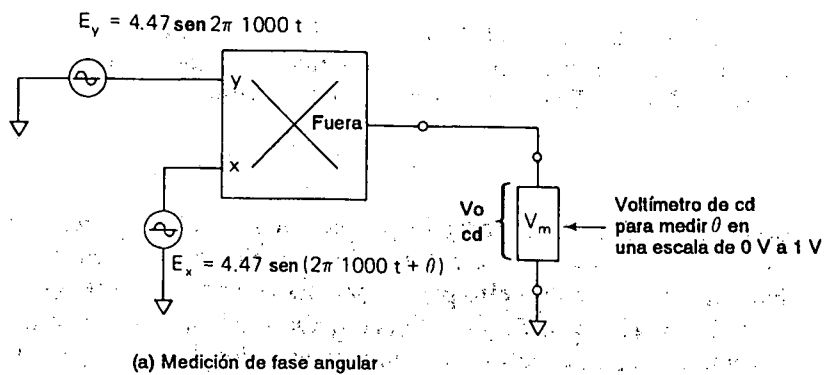 E_y = 4.47 sen 2π 1000 t
y
Fuera
x
Vo
cd
V_m
Voltímetro de cd
para medir θ en
una escala de 0 V a 1 V
E_x = 4.47 sen (2π 1000 t + θ)
(a) Medición de fase angular